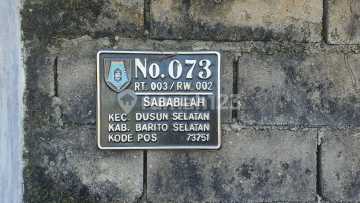 No.073
RT. 003 / RW. 002
SABABILAH
KEC. DUSUN SELATAN
KAB. BARITO SELATAN
KODE POS 73751